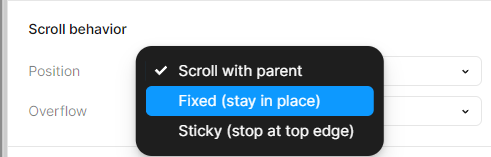 Scroll behavior
Position
Scroll with parent
Fixed (stay in place)
Overflow
Sticky (stop at top edge)